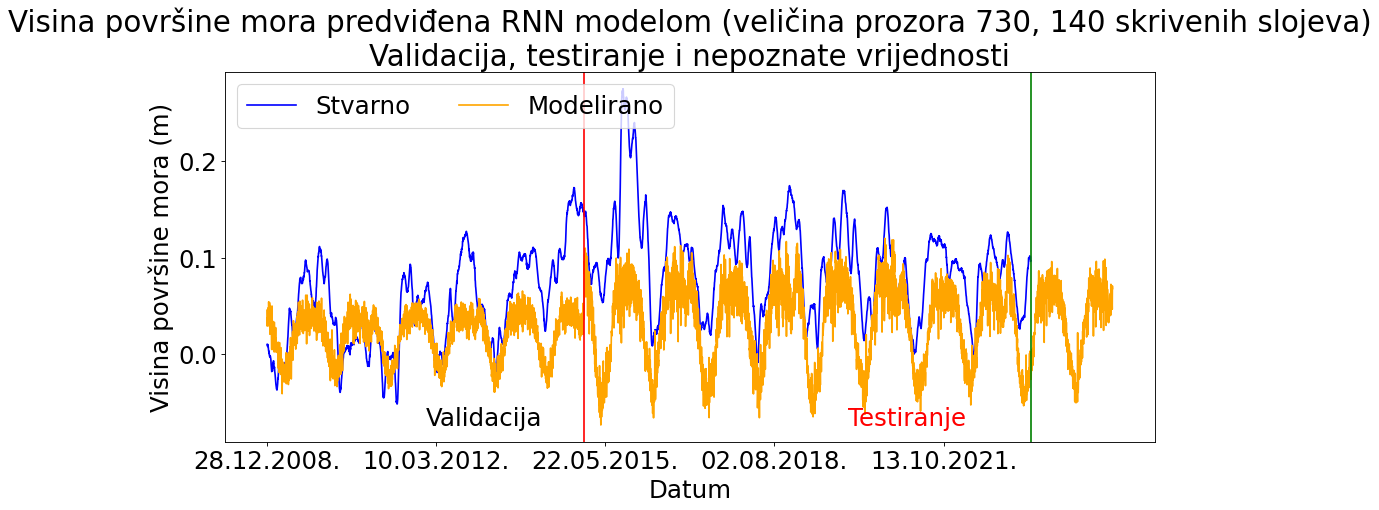 Visina površine mora predviđena RNN modelom (veličina prozora 730, 140 skrivenih slojeva)
Validacija, testiranje i nepoznate vrijednosti
Stvarno
Modelirano
Visina površine mora (m)
0.2
0.1
0.0
Validacija
Testiranje
28.12.2008.
10.03.2012.
22.05.2015.
02.08.2018.
13.10.2021.
Datum